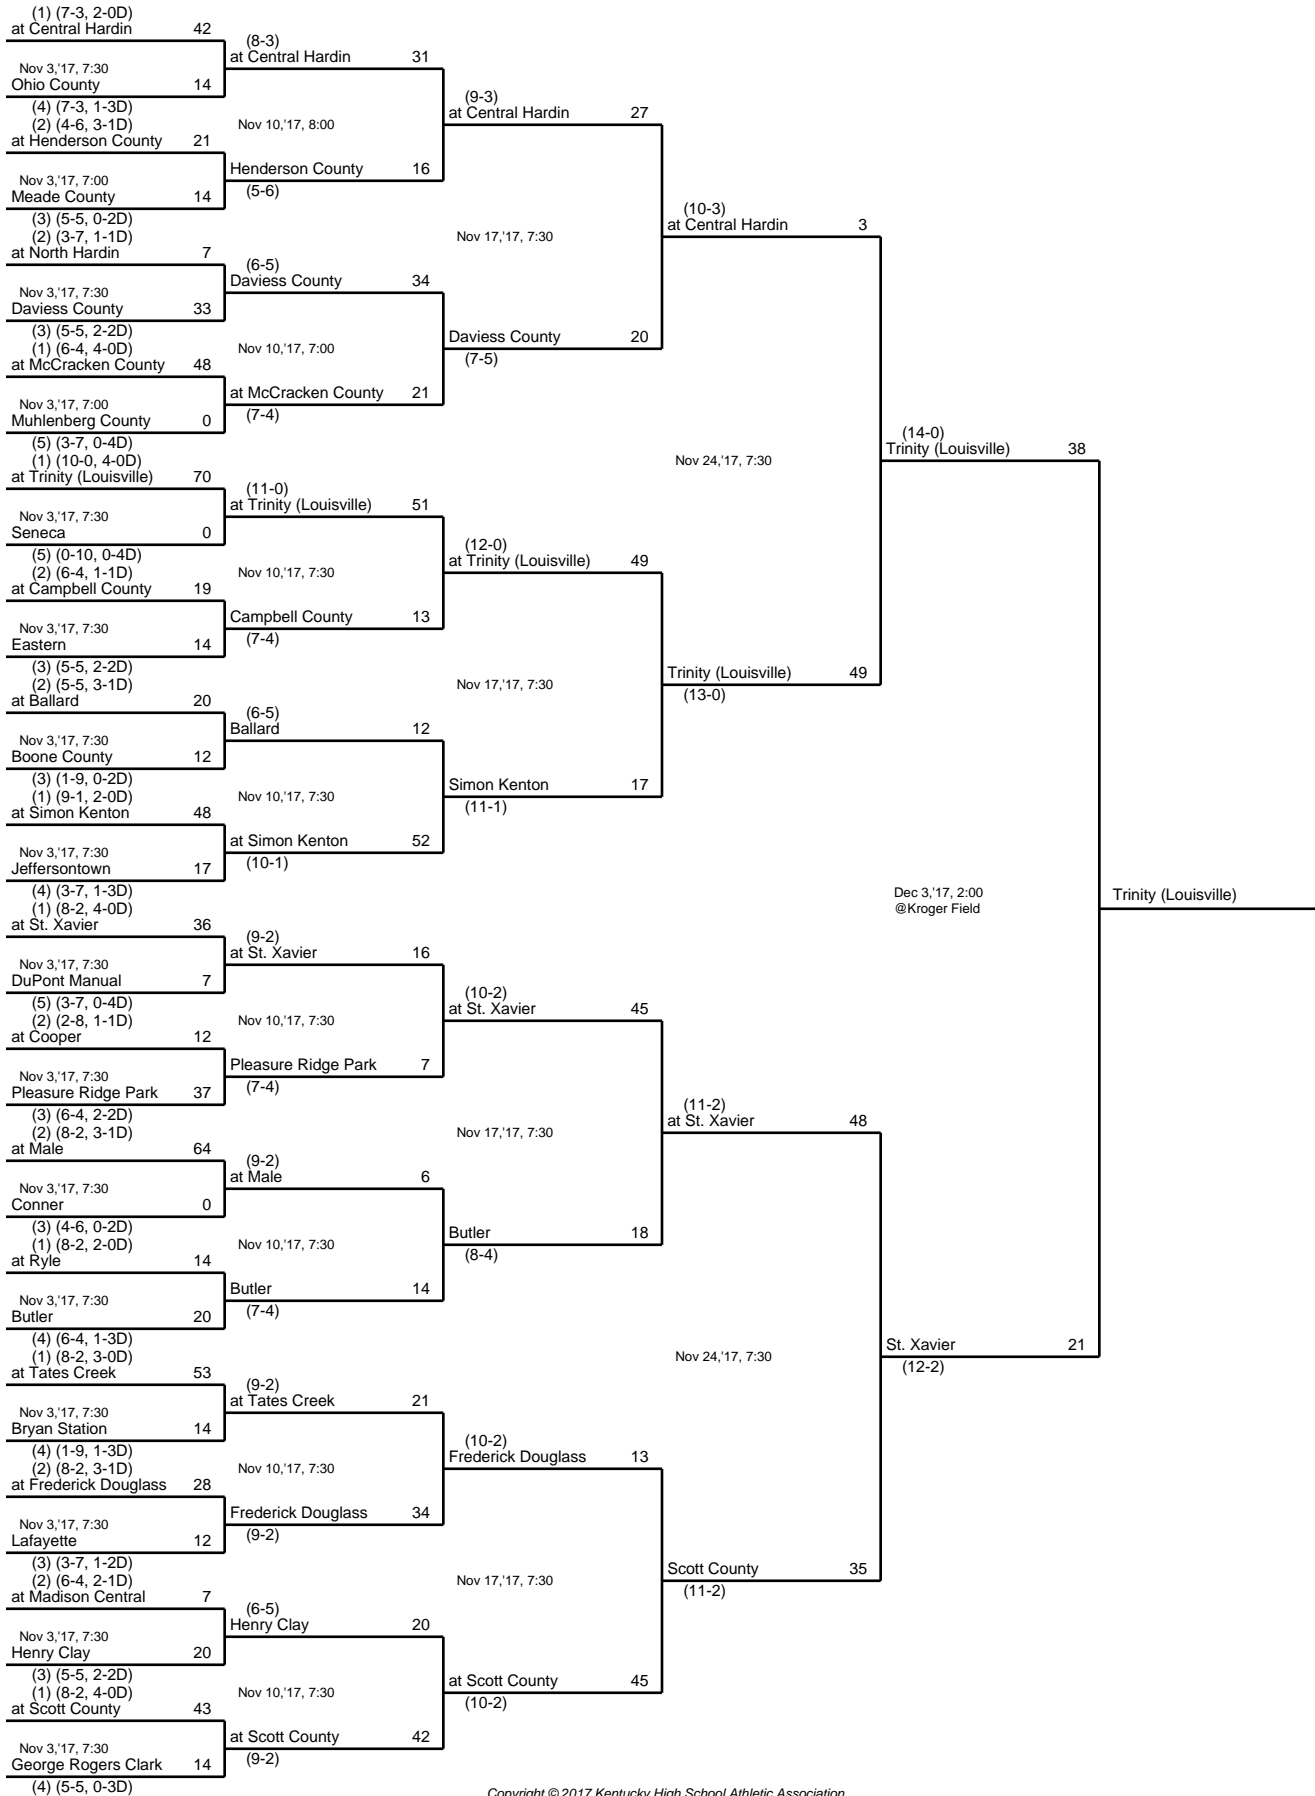 (1) (7-3, 2-0D)
at Central Hardin 42
Nov 3,'17, 7:30
Ohio County 14
(4) (7-3, 1-3D)
(2) (4-6, 3-1D)
at Henderson County 21
Nov 3,'17, 7:00
Meade County 14
(3) (5-5, 0-2D)
(2) (3-7, 1-1D)
at North Hardin 7
Nov 3,'17, 7:30
Daviess County 33
(3) (5-5, 2-2D)
(1) (6-4, 4-0D)
at McCracken County 48
Nov 3,'17, 7:00
Muhlenberg County 0
(5) (3-7, 0-4D)
(1) (10-0, 4-0D)
at Trinity (Louisville) 70
Nov 3,'17, 7:30
Seneca 0
(5) (0-10, 0-4D)
(2) (6-4, 1-1D)
at Campbell County 19
Nov 3,'17, 7:30
Eastern 14
(3) (5-5, 2-2D)
(2) (5-5, 3-1D)
at Ballard 20
Nov 3,'17, 7:30
Boone County 12
(3) (1-9, 0-2D)
(1) (9-1, 2-0D)
at Simon Kenton 48
Nov 3,'17, 7:30
Jeffersontown 17
(4) (3-7, 1-3D)
(1) (8-2, 4-0D)
at St. Xavier 36
Nov 3,'17, 7:30
DuPont Manual 7
(5) (3-7, 0-4D)
(2) (2-8, 1-1D)
at Cooper 12
Nov 3,'17, 7:30
Pleasure Ridge Park 37
(3) (6-4, 2-2D)
(2) (8-2, 3-1D)
at Male 64
Nov 3,'17, 7:30
Conner 0
(3) (4-6, 0-2D)
(1) (8-2, 2-0D)
at Ryle 14
Nov 3,'17, 7:30
Butler 20
(4) (6-4, 1-3D)
(1) (8-2, 3-0D)
at Tates Creek 53
Nov 3,'17, 7:30
Bryan Station 14
(4) (1-9, 1-3D)
(2) (8-2, 3-1D)
at Frederick Douglass 28
Nov 3,'17, 7:30
Lafayette 12
(3) (3-7, 1-2D)
(2) (6-4, 2-1D)
at Madison Central 7
Nov 3,'17, 7:30
Henry Clay 20
(3) (5-5, 2-2D)
(1) (8-2, 4-0D)
at Scott County 43
Nov 3,'17, 7:30
George Rogers Clark 14
(4) (5-5, 0-3D)
(8-3)
at Central Hardin 31
Nov 10,'17, 8:00
Henderson County 16
(5-6)
(6-5)
Daviess County 34
Nov 10,'17, 7:00
at McCracken County 21
(7-4)
(11-0)
at Trinity (Louisville) 51
Nov 10,'17, 7:30
Campbell County 13
(7-4)
(6-5)
Ballard 12
Nov 10,'17, 7:30
at Simon Kenton 52
(10-1)
(9-2)
at St. Xavier 16
Nov 10,'17, 7:30
Pleasure Ridge Park 7
(7-4)
(9-2)
at Male 6
Nov 10,'17, 7:30
Butler 14
(7-4)
(9-2)
at Tates Creek 21
Nov 10,'17, 7:30
Frederick Douglass 34
(9-2)
(6-5)
Henry Clay 20
Nov 10,'17, 7:30
at Scott County 42
(9-2)
(9-3)
at Central Hardin 27
Nov 17,'17, 7:30
Daviess County 20
(7-5)
(12-0)
at Trinity (Louisville) 49
Nov 17,'17, 7:30
Simon Kenton 17
(11-1)
(10-2)
at St. Xavier 45
Nov 17,'17, 7:30
Butler 18
(8-4)
(10-2)
Frederick Douglass 13
Nov 17,'17, 7:30
at Scott County 45
(10-2)
(10-3)
at Central Hardin 3
Nov 24,'17, 7:30
Trinity (Louisville) 49
(13-0)
(11-2)
at St. Xavier 48
Nov 24,'17, 7:30
Scott County 35
(11-2)
(14-0)
Trinity (Louisville) 38
Dec 3,'17, 2:00
@Kroger Field
St. Xavier 21
(12-2)
Trinity (Louisville)
Copyright © 2017 Kentucky High School Athletic Association